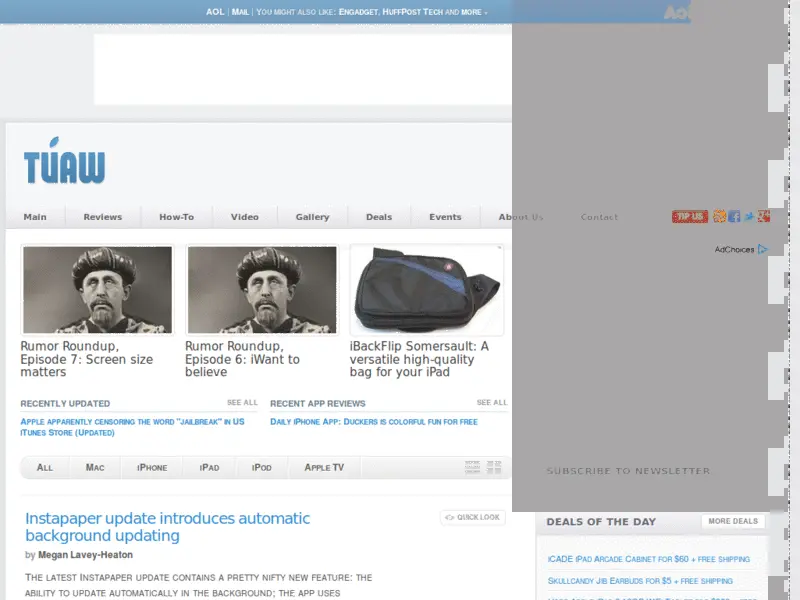 AOL | Mail | You might also like: Engadget, HuffPost Tech and more
Aol
TUAW
Main Reviews How-To Video Gallery Deals Events About Us Contact TIP US
AdChoices
Rumor Roundup, Episode 7: Screen size matters
Rumor Roundup, Episode 6: iWant to believe
iBackFlip Somersault: A versatile high-quality bag for your iPad
RECENTLY UPDATED SEE ALL
Apple apparently censoring the word "jailbreak" in US
iTunes Store (Updated)
RECENT APP REVIEWS SEE ALL
Daily iPhone App: Duckers is colorful fun for free
All Mac iPhone iPad iPod Apple TV
SUBSCRIBE TO NEWSLETTER
Instapaper update introduces automatic
background updating
QUICK LOOK
by Megan Lavey-Heaton
The latest Instapaper update contains a pretty nifty new feature: the
ability to update automatically in the background; the app uses
DEALS OF THE DAY MORE DEALS
iCADE iPad Arcade Cabinet for $60 + free shipping
Skullcandy Jib Earbuds for $5 + free shipping